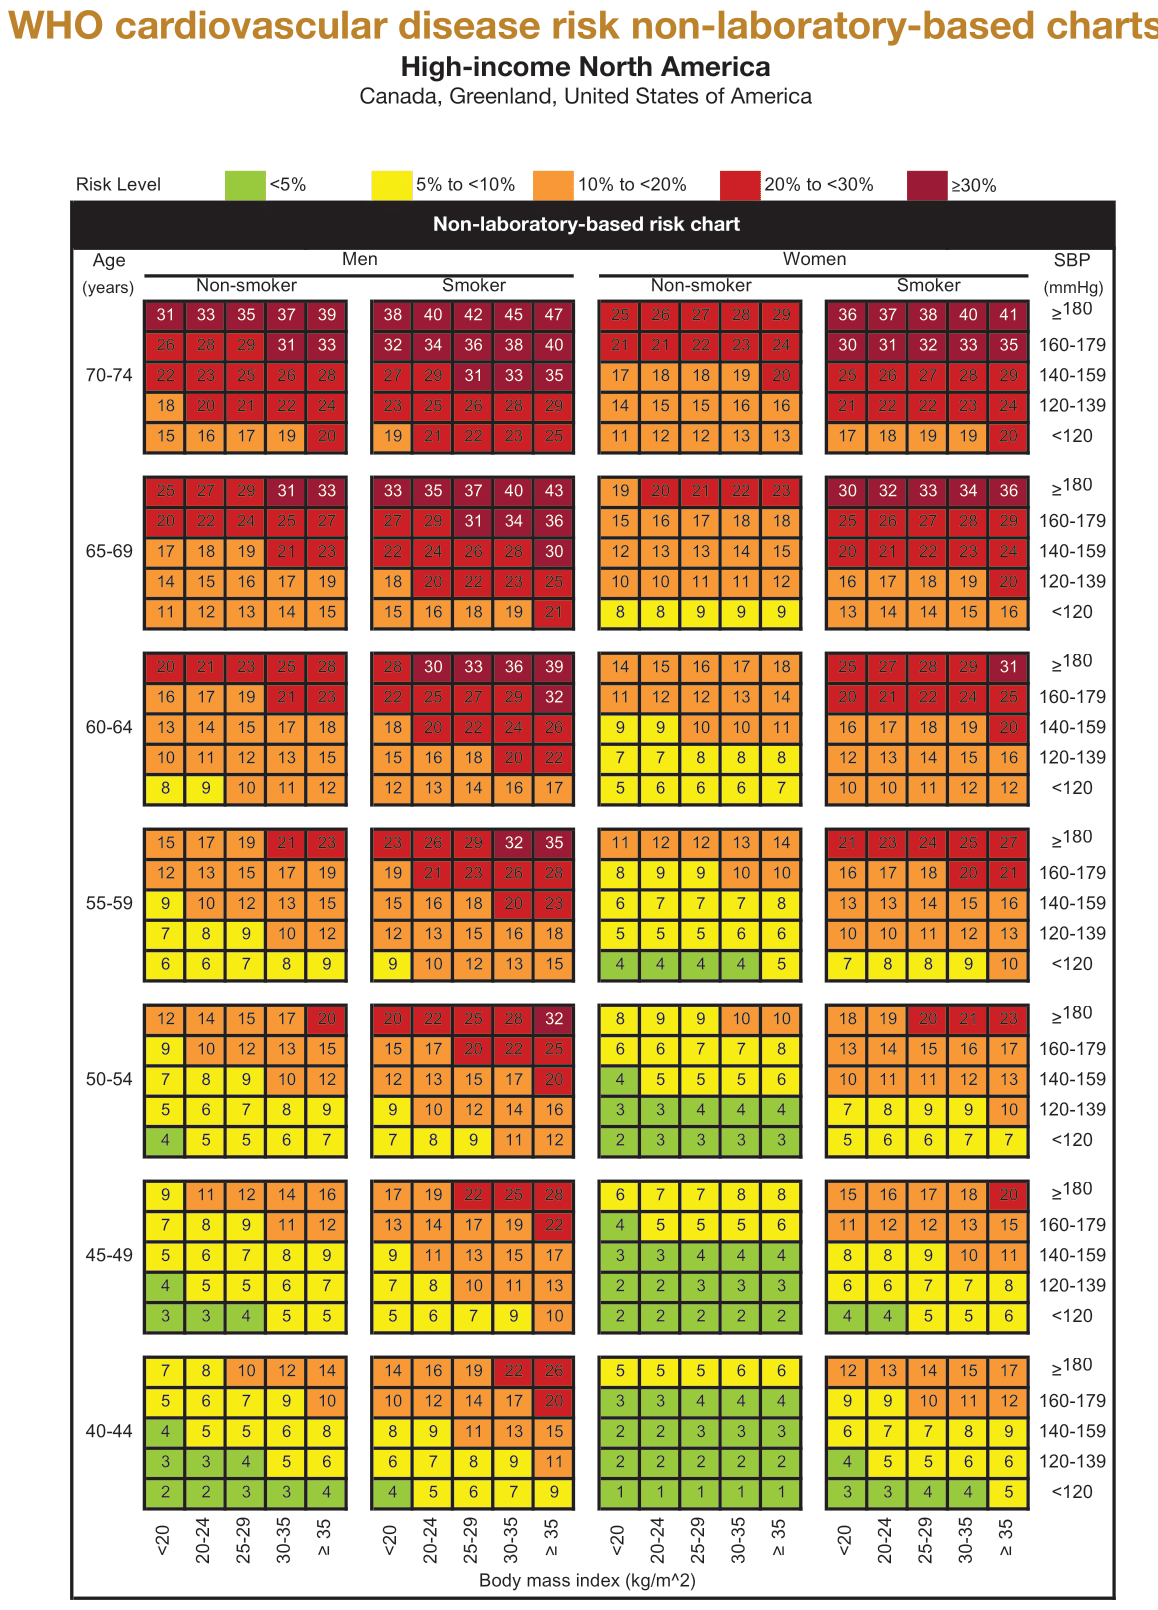 WHO cardiovascular disease risk non-laboratory-based charts
High-income North America
Canada, Greenland, United States of America
Risk Level <5% 5% to <10% 10% to <20% 20% to <30% ≥30%
Non-laboratory-based risk chart
Age Men Women SBP
(years) Non-smoker Smoker Non-smoker Smoker (mmHg)
31 33 35 37 39 38 40 42 45 47 25 26 27 28 29 36 37 38 40 41 ≥180
26 28 29 31 33 32 34 36 38 40 21 21 22 23 24 30 31 32 33 35 160-179
70-74 22 23 25 26 28 27 29 31 33 35 17 18 18 19 20 25 26 27 28 29 140-159
18 20 21 22 24 23 25 26 28 29 14 15 15 16 16 21 22 22 23 24 120-139
15 16 17 19 20 19 21 22 23 25 11 12 12 13 13 17 18 19 19 20 <120
25 27 29 31 33 33 35 37 40 43 19 20 21 22 23 30 32 33 34 36 ≥180
20 22 24 25 27 27 29 31 34 36 15 16 17 18 18 25 26 27 28 29 160-179
65-69 17 18 19 21 23 22 24 26 28 30 12 13 13 14 15 20 21 22 23 24 140-159
14 15 16 17 19 18 20 22 23 25 10 10 11 11 12 16 17 18 19 20 120-139
11 12 13 14 15 15 16 18 19 21 8 8 9 9 9 13 14 14 15 16 <120
20 21 23 25 28 28 30 33 36 39 14 15 16 17 18 25 27 28 29 31 ≥180
16 17 19 21 23 22 25 27 29 32 11 12 12 13 14 20 21 22 24 25 160-179
60-64 13 14 15 17 18 18 20 22 24 26 9 9 10 10 11 16 17 18 19 20 140-159
10 11 12 13 15 15 16 18 20 22 7 7 8 8 8 12 13 14 15 16 120-139
8 9 10 11 12 12 13 14 16 17 5 6 6 6 7 10 10 11 12 12 <120
15 17 19 21 23 23 26 29 32 35 11 12 12 13 14 21 23 24 25 27 ≥180
12 13 15 17 19 19 21 23 26 28 8 9 9 10 10 16 17 18 20 21 160-179
55-59 9 10 12 13 15 15 16 18 20 23 6 7 7 7 8 13 13 14 15 16 140-159
7 8 9 10 12 12 13 15 16 18 5 5 5 6 6 10 10 11 12 13 120-139
6 6 7 8 9 9 10 12 13 15 4 4 4 4 5 7 8 8 9 10 <120
12 14 15 17 20 20 22 25 28 32 8 9 9 10 10 18 19 20 21 23 ≥180
9 10 12 13 15 15 17 20 22 25 6 6 7 7 8 13 14 15 16 17 160-179
50-54 7 8 9 10 12 12 13 15 17 20 4 5 5 5 6 10 11 11 12 13 140-159
5 6 7 8 9 9 10 12 14 16 3 3 4 4 4 7 8 9 9 10 120-139
4 5 5 6 7 7 8 9 11 12 2 3 3 3 3 5 6 6 7 7 <120
9 11 12 14 16 17 19 22 25 28 6 7 7 8 8 15 16 17 18 20 ≥180
7 8 9 11 12 13 14 17 19 22 4 5 5 5 6 11 12 12 13 15 160-179
45-49 5 6 7 8 9 9 11 13 15 17 3 3 4 4 4 8 8 9 10 11 140-159
4 5 5 6 7 7 8 10 11 13 2 2 3 3 3 6 6 7 7 8 120-139
3 3 4 5 5 5 6 7 9 10 2 2 2 2 2 4 4 5 5 6 <120
7 8 10 12 14 14 16 19 22 26 5 5 5 6 6 12 13 14 15 17 ≥180
5 6 7 9 10 10 12 14 17 20 3 3 4 4 4 9 9 10 11 12 160-179
40-44 4 5 5 6 8 8 9 11 13 15 2 2 3 3 3 6 7 7 8 9 140-159
3 3 4 5 6 6 7 8 9 11 2 2 2 2 2 4 5 5 6 6 120-139
2 2 3 3 4 4 5 6 7 9 1 1 1 1 1 3 3 4 4 5 <120
<20 20-24 25-29 30-35 ≥ 35 <20 20-24 25-29 30-35 ≥ 35 <20 20-24 25-29 30-35 ≥ 35 <20 20-24 25-29 30-35 ≥ 35
Body mass index (kg/m^2)